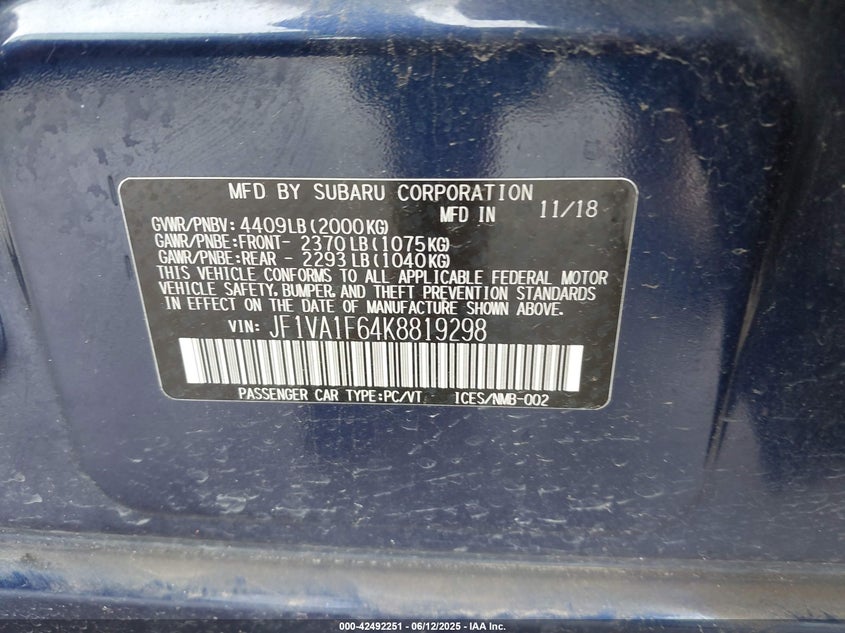 MFD BY SUBARU CORPORATION
MFD IN 11/18
GVWR/PNBV: 4409LB(2000KG)
GAWR/PNBE:FRONT- 2370LB(1075KG)
GAWR/PNBE:REAR - 2293LB(1040KG)
THIS VEHICLE CONFORMS TO ALL APPLICABLE FEDERAL MOTOR
VEHICLE SAFETY, BUMPER, AND THEFT PREVENTION STANDARDS
IN EFFECT ON THE DATE OF MANUFACTURE SHOWN ABOVE.
VIN: JF1VA1F64K8819298
PASSENGER CAR TYPE:PC/VT ICES/NMB-002
000-42492251 - 06/12/2025 - IAA Inc.